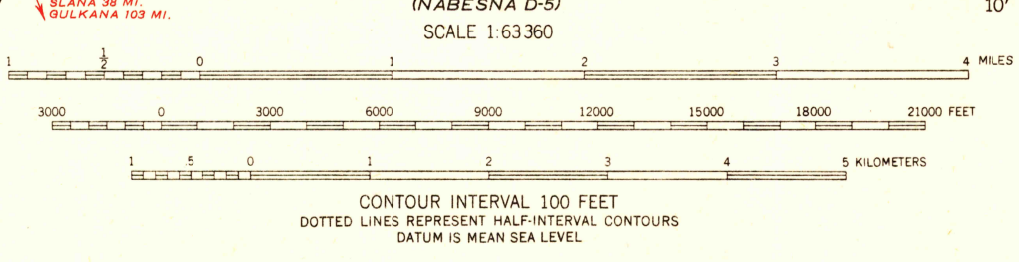 SLANA 38 MI.
GULKANA 103 MI.
(NABESNA D-5)
10'
SCALE 1:63 360
1 ½ 0 1 2 3 4 MILES
3000 0 3000 6000 9000 12000 15000 18000 21000 FEET
1 .5 0 1 2 3 4 5 KILOMETERS
CONTOUR INTERVAL 100 FEET
DOTTED LINES REPRESENT HALF-INTERVAL CONTOURS
DATUM IS MEAN SEA LEVEL